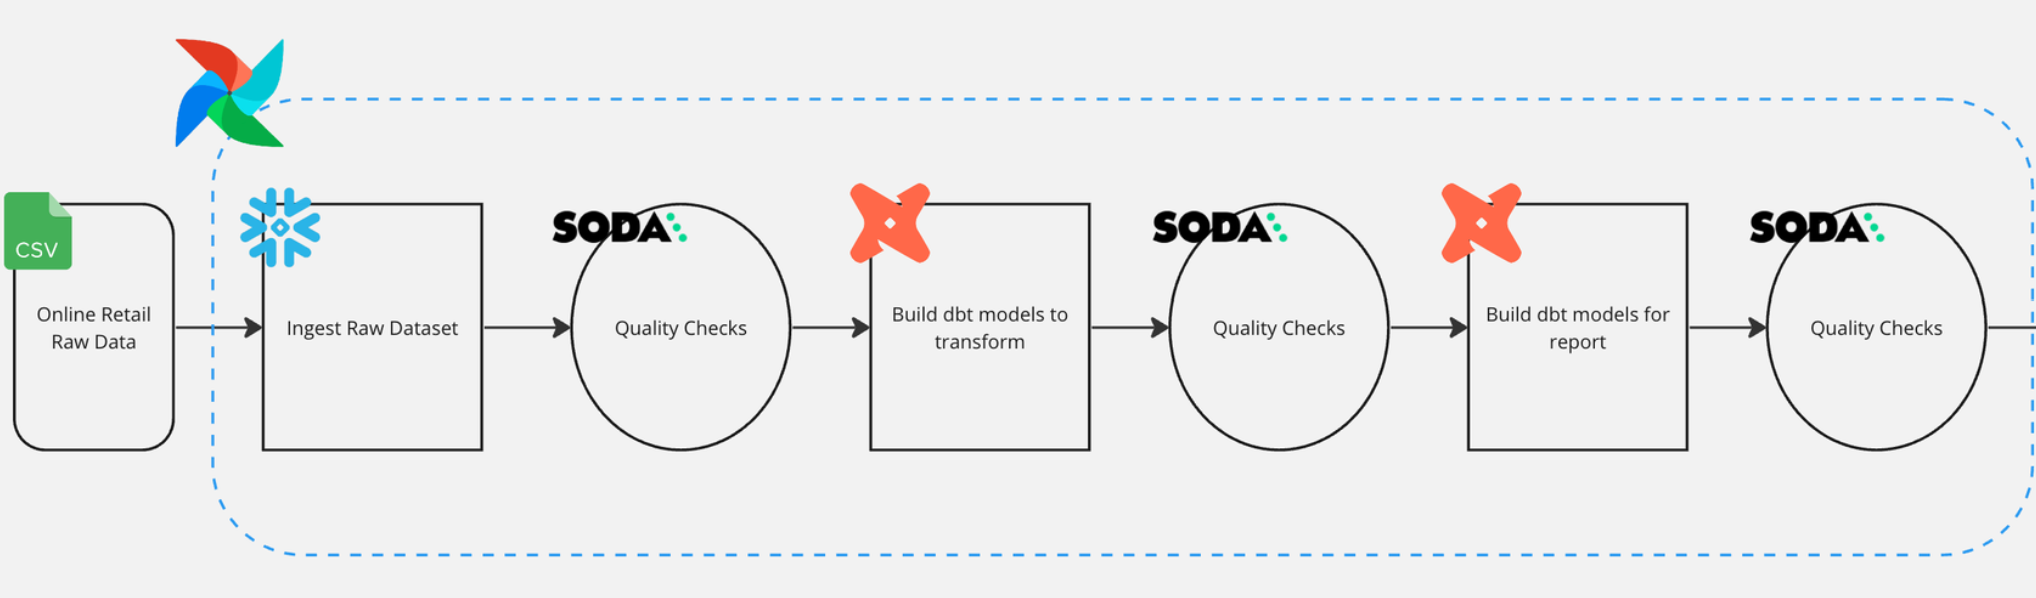 CSV
Online Retail
Raw Data
Ingest Raw Dataset
SODA
Quality Checks
Build dbt models to
transform
SODA
Quality Checks
Build dbt models for
report
SODA
Quality Checks